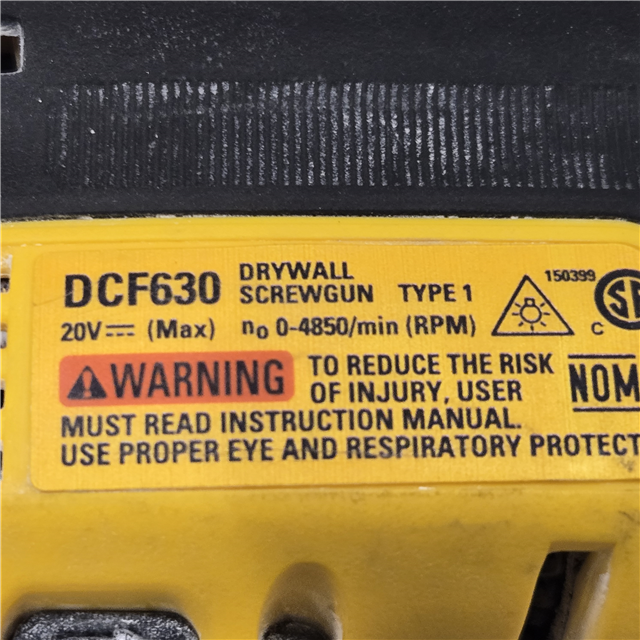 DCF630 DRYWALL SCREWGUN TYPE 1
20V⎓ (Max) n₀ 0-4850/min (RPM)
150399
C
WARNING TO REDUCE THE RISK
OF INJURY, USER
MUST READ INSTRUCTION MANUAL.
USE PROPER EYE AND RESPIRATORY PROTECT
NOM